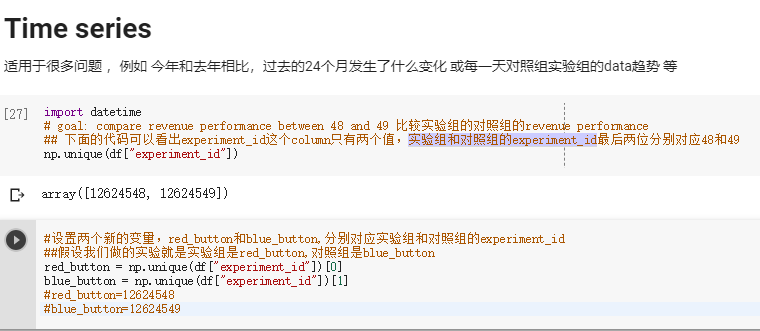 Time series
适用于很多问题 ，例如 今年和去年相比，过去的24个月发生了什么变化 或每一天对照组实验组的data趋势 等
[27]
import datetime
# goal: compare revenue performance between 48 and 49 比较实验组的对照组的revenue performance
## 下面的代码可以看出experiment_id这个column只有两个值，实验组和对照组的experiment_id最后两位分别对应48和49
np.unique(df["experiment_id"])
array([12624548, 12624549])
#设置两个新的变量，red_button和blue_button,分别对应实验组和对照组的experiment_id
##假设我们做的实验就是实验组是red_button,对照组是blue_button
red_button = np.unique(df["experiment_id"])[0]
blue_button = np.unique(df["experiment_id"])[1]
#red_button=12624548
#blue_button=12624549